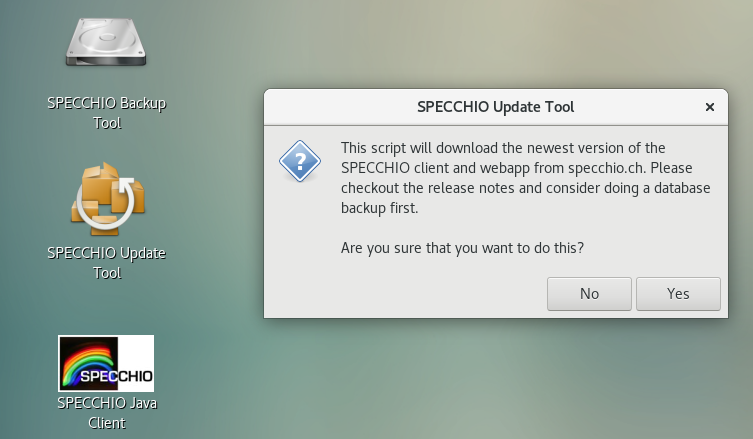 SPECCHIO Backup
Tool
SPECCHIO Update
Tool
SPECCHIO
SPECCHIO Java
Client
SPECCHIO Update Tool
This script will download the newest version of the
SPECCHIO client and webapp from specchio.ch. Please
checkout the release notes and consider doing a database
backup first.
Are you sure that you want to do this?
No
Yes